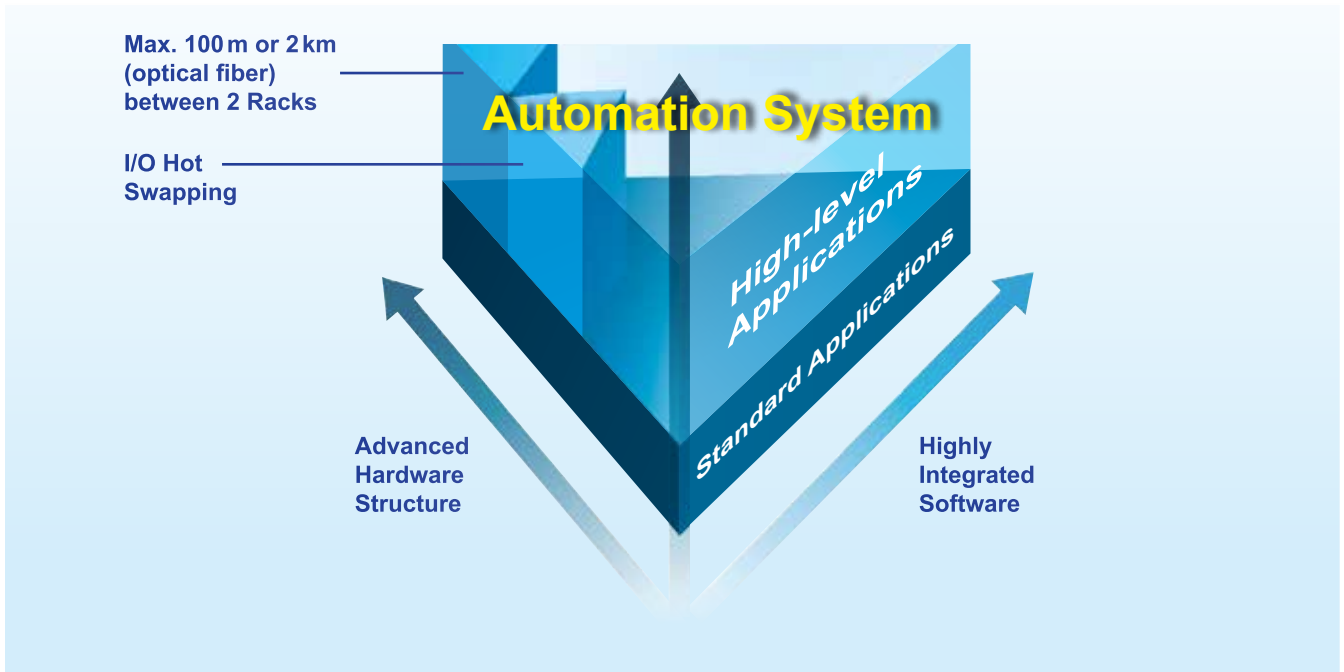 Max. 100 m or 2 km
(optical fiber)
between 2 Racks
I/O Hot
Swapping
Automation System
High-level
Applications
Standard Applications
Advanced
Hardware
Structure
Highly
Integrated
Software